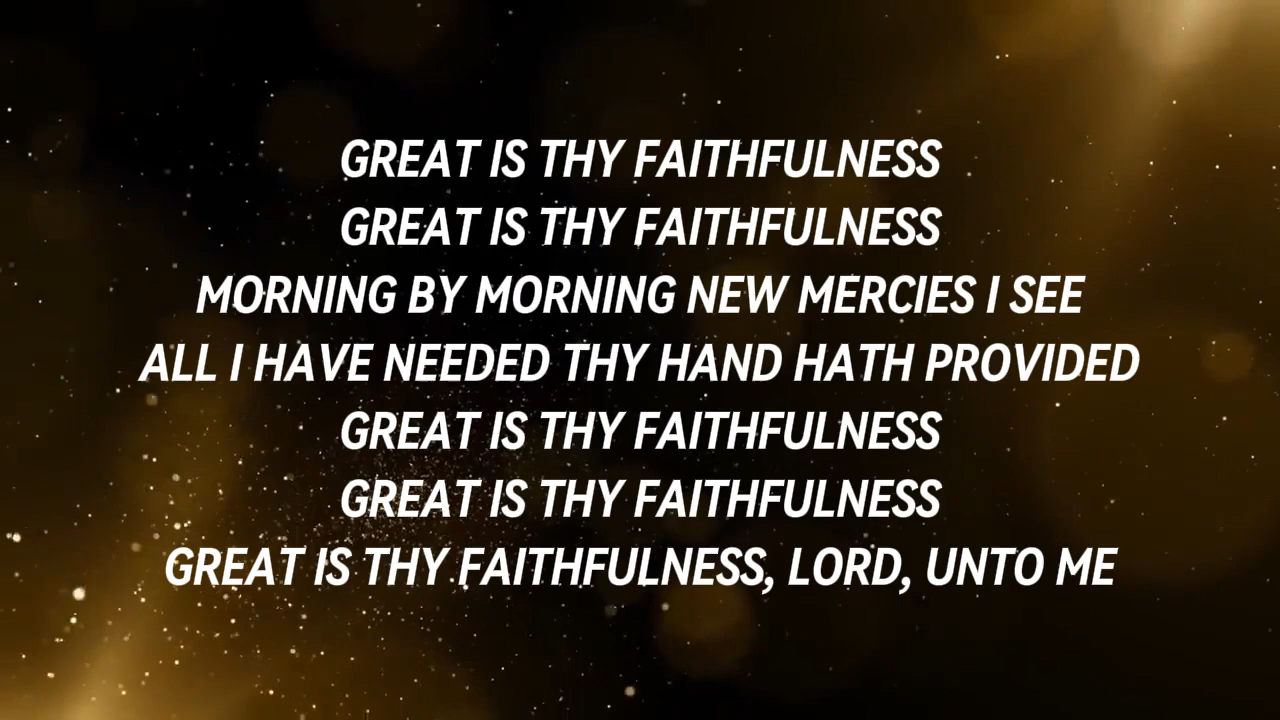 GREAT IS THY FAITHFULNESS
GREAT IS THY FAITHFULNESS
MORNING BY MORNING NEW MERCIES I SEE
ALL I HAVE NEEDED THY HAND HATH PROVIDED
GREAT IS THY FAITHFULNESS
GREAT IS THY FAITHFULNESS
GREAT IS THY FAITHFULNESS, LORD, UNTO ME